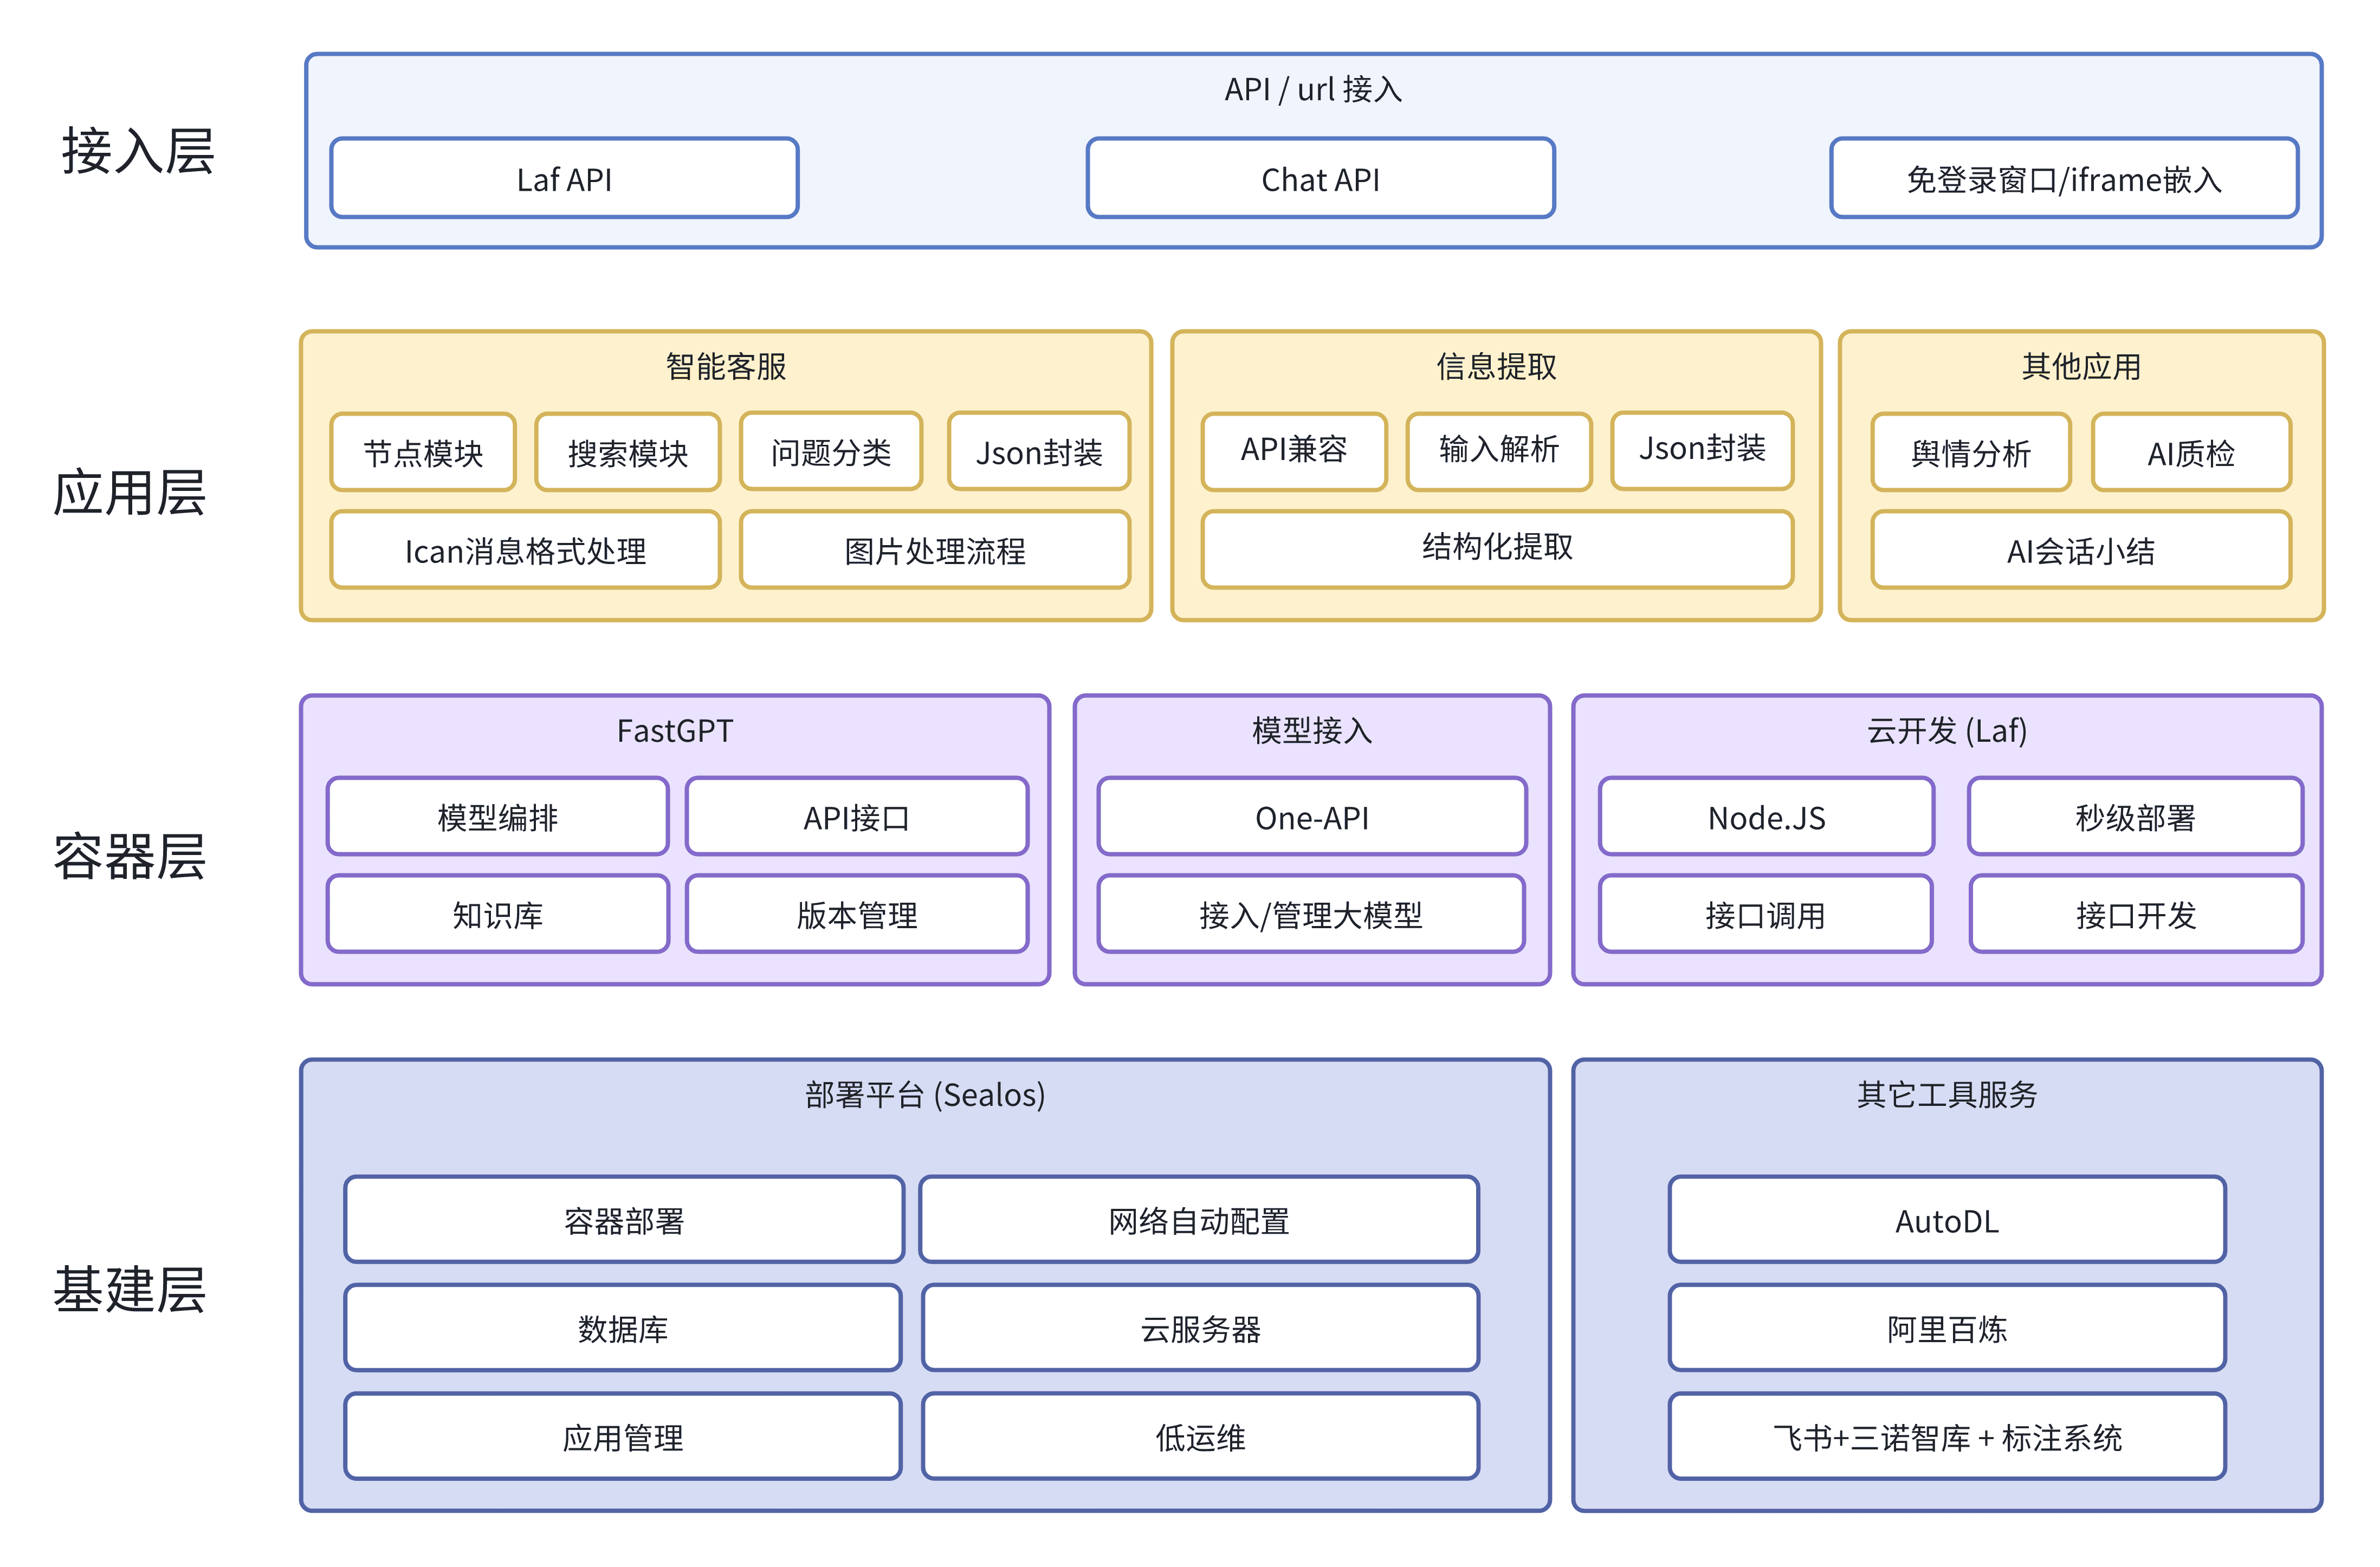 接入层
API / url 接入
Laf API
Chat API
免登录窗口/iframe嵌入
应用层
智能客服
节点模块
搜索模块
问题分类
Json封装
Ican消息格式处理
图片处理流程
信息提取
API兼容
输入解析
Json封装
结构化提取
其他应用
舆情分析
AI质检
AI会话小结
容器层
FastGPT
模型编排
API接口
知识库
版本管理
模型接入
One-API
接入/管理大模型
云开发 (Laf)
Node.JS
秒级部署
接口调用
接口开发
基建层
部署平台 (Sealos)
容器部署
网络自动配置
数据库
云服务器
应用管理
低运维
其它工具服务
AutoDL
阿里百炼
飞书+三诺智库 + 标注系统